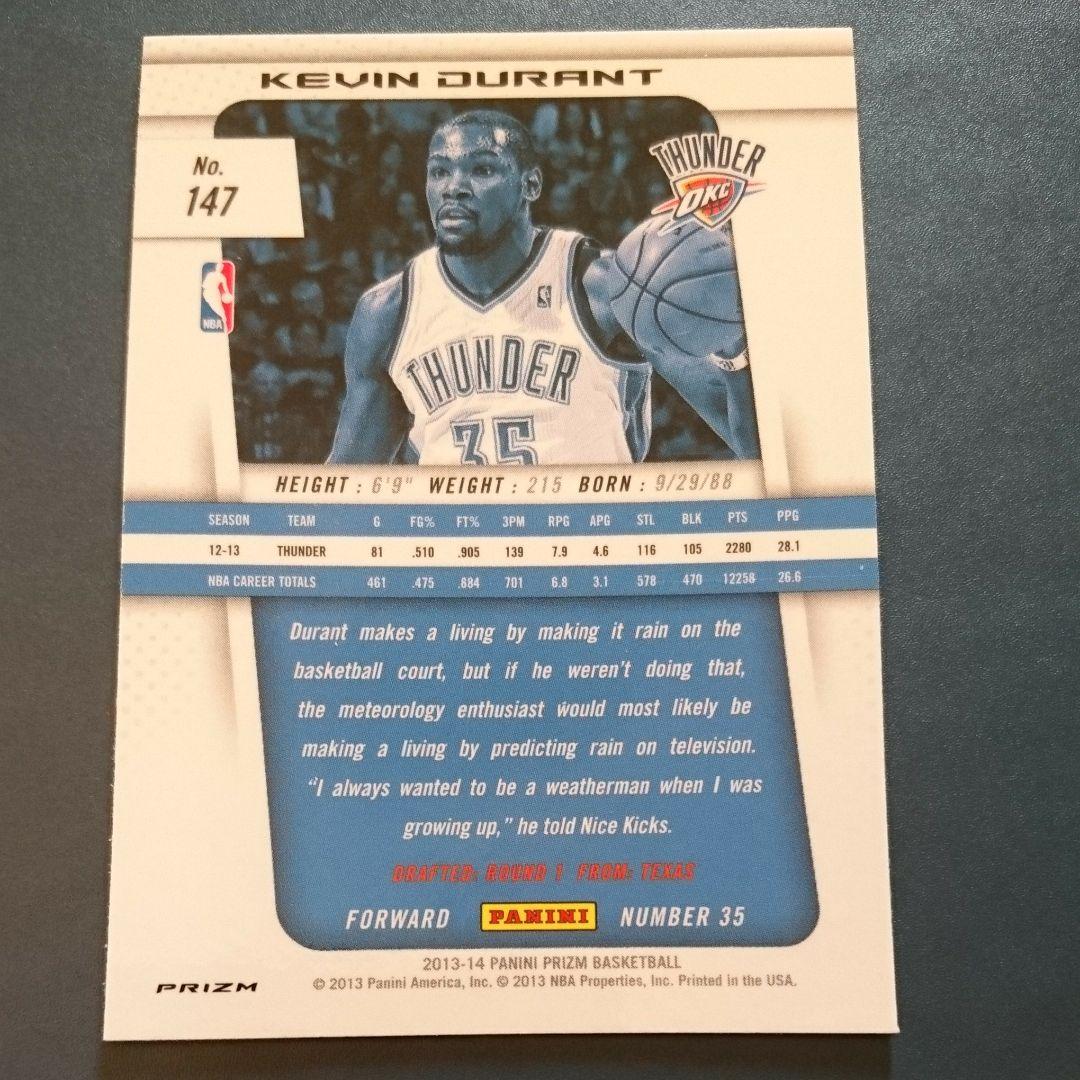 KEVIN DURANT
No.
147
THUNDER
OKC
NBA
THUNDER
35
HEIGHT : 6'9" WEIGHT : 215 BORN : 9/29/88
SEASON TEAM G FG% FT% 3PM RPG APG STL BLK PTS PPG
12-13 THUNDER 81 .510 .905 139 7.9 4.6 116 105 2280 28.1
NBA CAREER TOTALS 461 .475 .884 701 6.8 3.1 578 470 12258 26.6
Durant makes a living by making it rain on the
basketball court, but if he weren't doing that,
the meteorology enthusiast would most likely be
making a living by predicting rain on television.
"I always wanted to be a weatherman when I was
growing up," he told Nice Kicks.
DRAFTED: ROUND 1 FROM: TEXAS
FORWARD PANINI NUMBER 35
2013-14 PANINI PRIZM BASKETBALL
© 2013 Panini America, Inc. © 2013 NBA Properties, Inc. Printed in the USA.
PRIZM